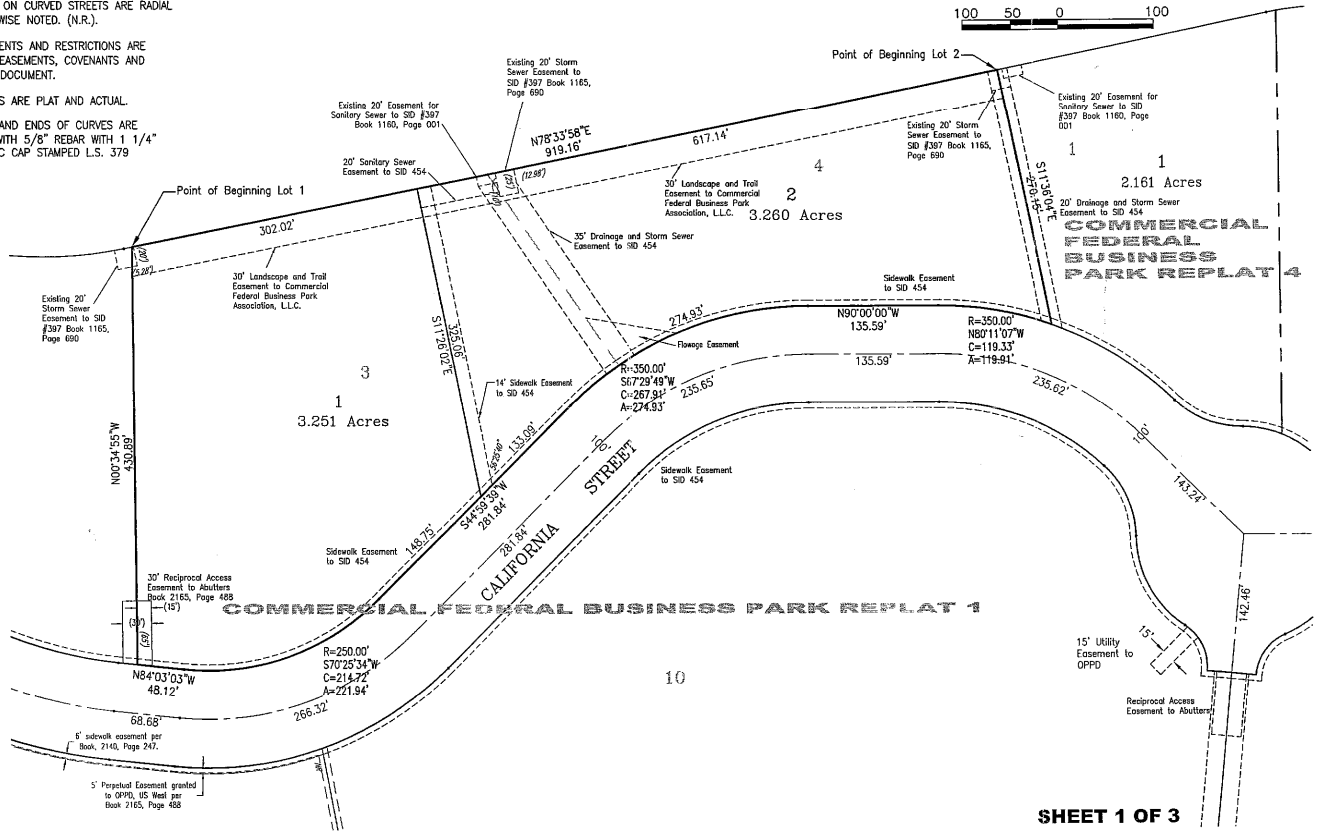 ON CURVED STREETS ARE RADIAL
WISE NOTED. (N.R.).
ENTS AND RESTRICTIONS ARE
EASEMENTS, COVENANTS AND
DOCUMENT.
S ARE PLAT AND ACTUAL.
AND ENDS OF CURVES ARE
WITH 5/8" REBAR WITH 1 1/4"
C CAP STAMPED L.S. 379
100 50 0 100
Point of Beginning Lot 2
Existing 20' Storm
Sewer Easement to
SID #397 Book 1165,
Page 690
Existing 20' Easement for
Sanitary Sewer to SID #397
Book 1160, Page 001
20' Sanitary Sewer
Easement to SID 454
N78°33'58"E
919.16'
617.14'
Existing 20' Storm
Sewer Easement to
SID #397 Book 1165,
Page 690
Existing 20' Easement for
Sanitary Sewer to SID
#397 Book 1160, Page
001
1
1
2.161 Acres
20' Drainage and Storm Sewer
Easement to SID 454
COMMERCIAL
FEDERAL
BUSINESS
PARK REPLAT 4
S11°36'04"E
270.15'
Point of Beginning Lot 1
302.02'
(20')
(5.28')
(25')
(12.98')
30' Landscape and Trail
Easement to Commercial
Federal Business Park
Association, L.L.C.
4
2
3.260 Acres
35' Drainage and Storm Sewer
Easement to SID 454
30' Landscape and Trail
Easement to Commercial
Federal Business Park
Association, L.L.C.
Existing 20'
Storm Sewer
Easement to SID
#397 Book 1165,
Page 690
Sidewalk Easement
to SID 454
274.93'
Flowage Easement
N90°00'00"W
135.59'
R=350.00'
N80°11'07"W
C=119.33'
A=119.91'
325.06'
S11°26'02"E
R=350.00'
S67°29'49"W
C=267.91'
A=274.93'
235.65'
135.59'
235.62'
3
1
3.251 Acres
14' Sidewalk Easement
to SID 454
N00°34'55"W
430.89'
133.09'
100'
STREET
Sidewalk Easement
to SID 454
100'
143.24'
S44°59'39"W
281.84'
148.75'
281.84'
CALIFORNIA
Sidewalk Easement
to SID 454
30' Reciprocal Access
Easement to Abutters
Book 2165, Page 488
(15')
(30')
(65')
COMMERCIAL FEDERAL BUSINESS PARK REPLAT 1
142.46'
15' Utility
Easement to
OPPD
15'
R=250.00'
S70°25'34"W
C=214.72'
A=221.94'
N84°03'03"W
48.12'
10
Reciprocal Access
Easement to Abutters
68.68'
266.32'
6' sidewalk easement per
Book, 2140, Page 247.
5' Perpetual Easement granted
to OPPD, US West per
Book 2165, Page 488
SHEET 1 OF 3